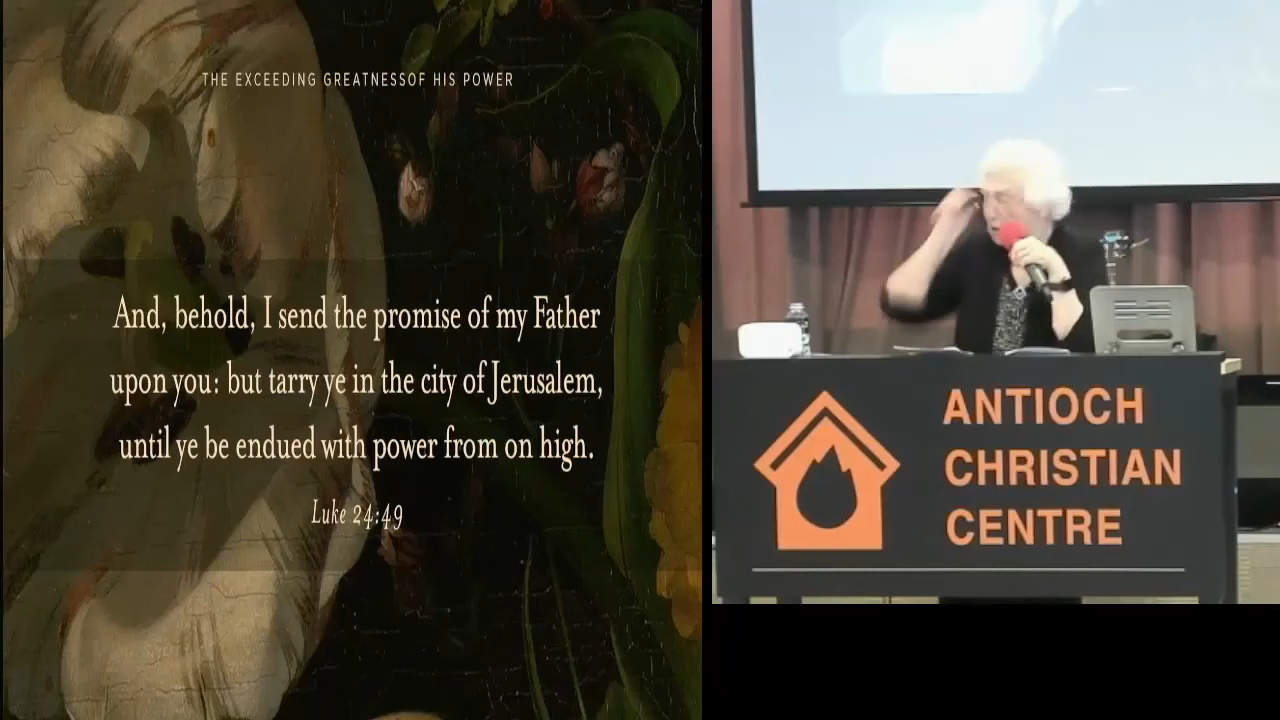 THE EXCEEDING GREATNESSOF HIS POWER
And, behold, I send the promise of my Father
upon you: but tarry ye in the city of Jerusalem,
until ye be endued with power from on high.
Luke 24:49
ANTIOCH
CHRISTIAN
CENTRE